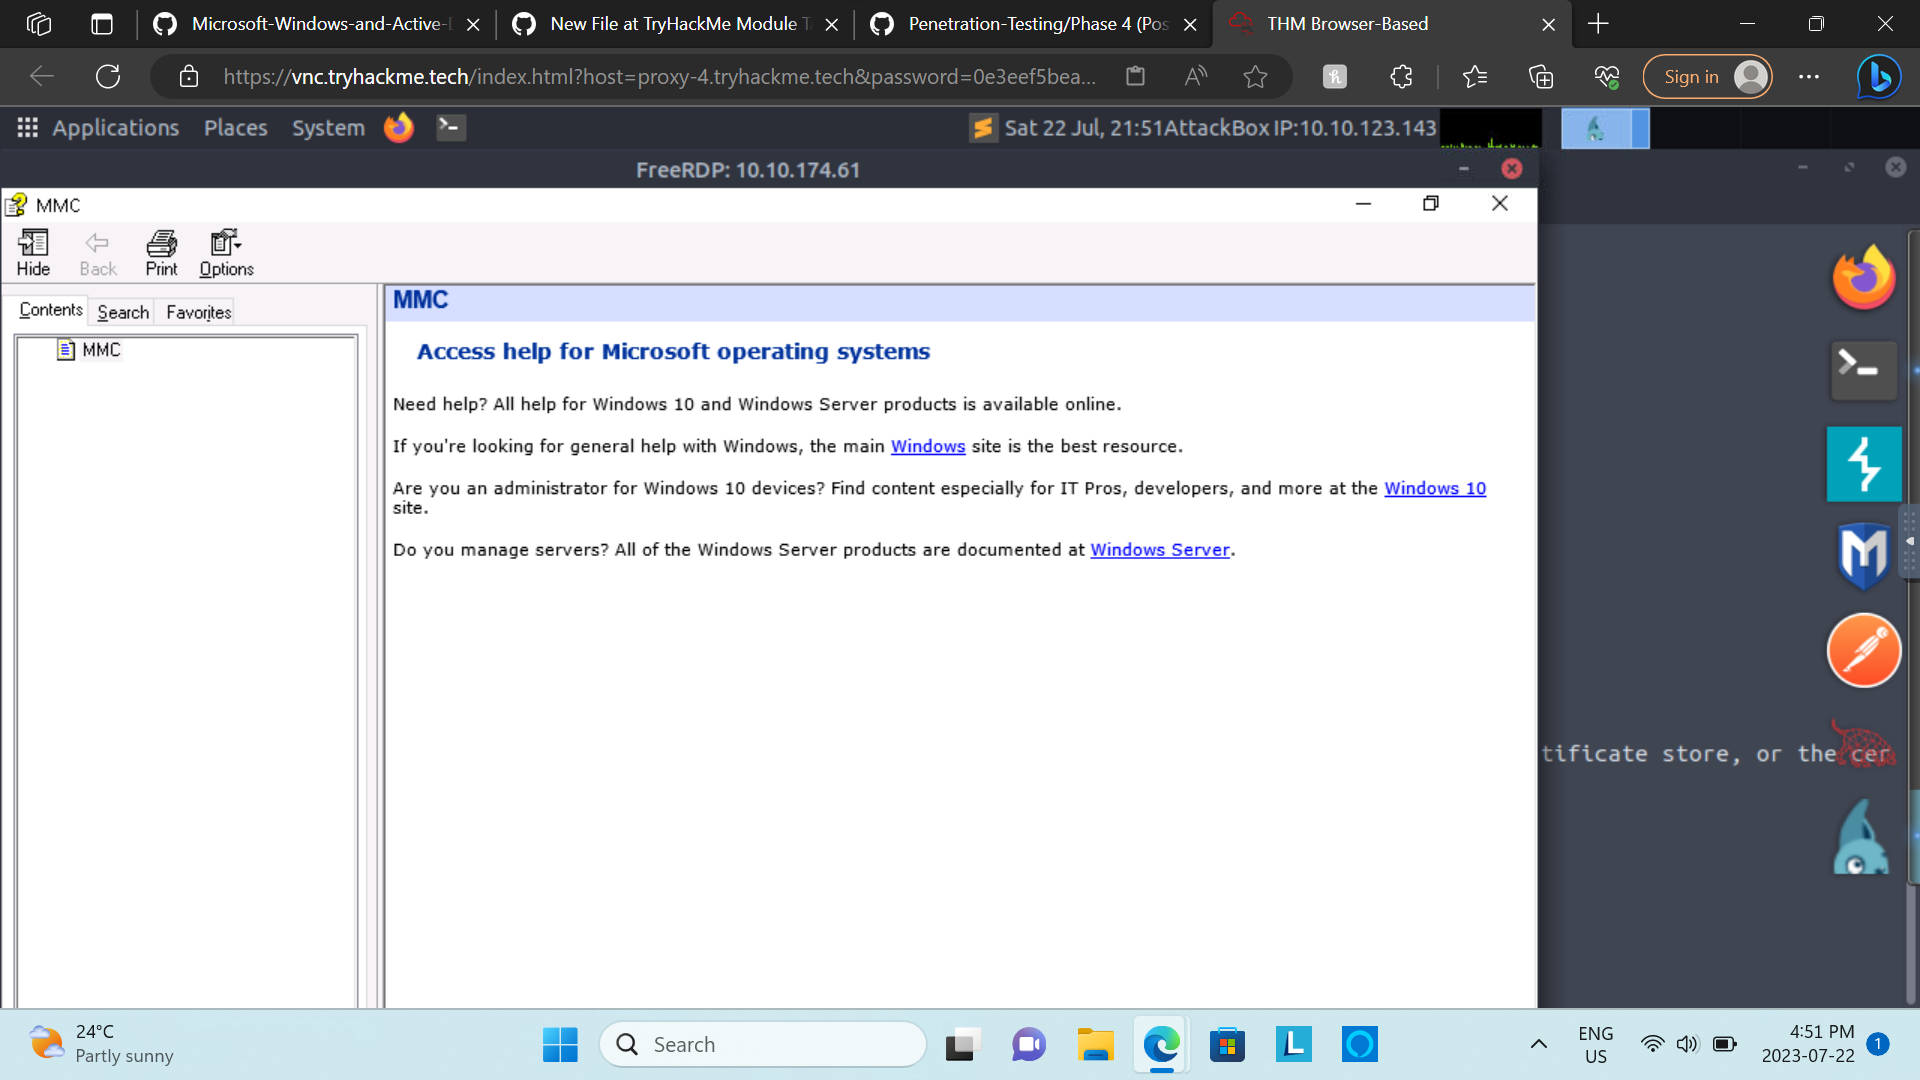 Microsoft-Windows-and-Active-
New File at TryHackMe Module T
Penetration-Testing/Phase 4 (Pos
THM Browser-Based
https://vnc.tryhackme.tech/index.html?host=proxy-4.tryhackme.tech&password=0e3eef5bea...
Sign in
Applications Places System
Sat 22 Jul, 21:51 AttackBox IP:10.10.123.143
FreeRDP: 10.10.174.61
MMC
Hide Back Print Options
Contents Search Favorites
MMC
MMC
Access help for Microsoft operating systems
Need help? All help for Windows 10 and Windows Server products is available online.
If you're looking for general help with Windows, the main Windows site is the best resource.
Are you an administrator for Windows 10 devices? Find content especially for IT Pros, developers, and more at the Windows 10
site.
Do you manage servers? All of the Windows Server products are documented at Windows Server.
tificate store, or the cer
24°C
Partly sunny
Search
ENG
US
4:51 PM
2023-07-22
1